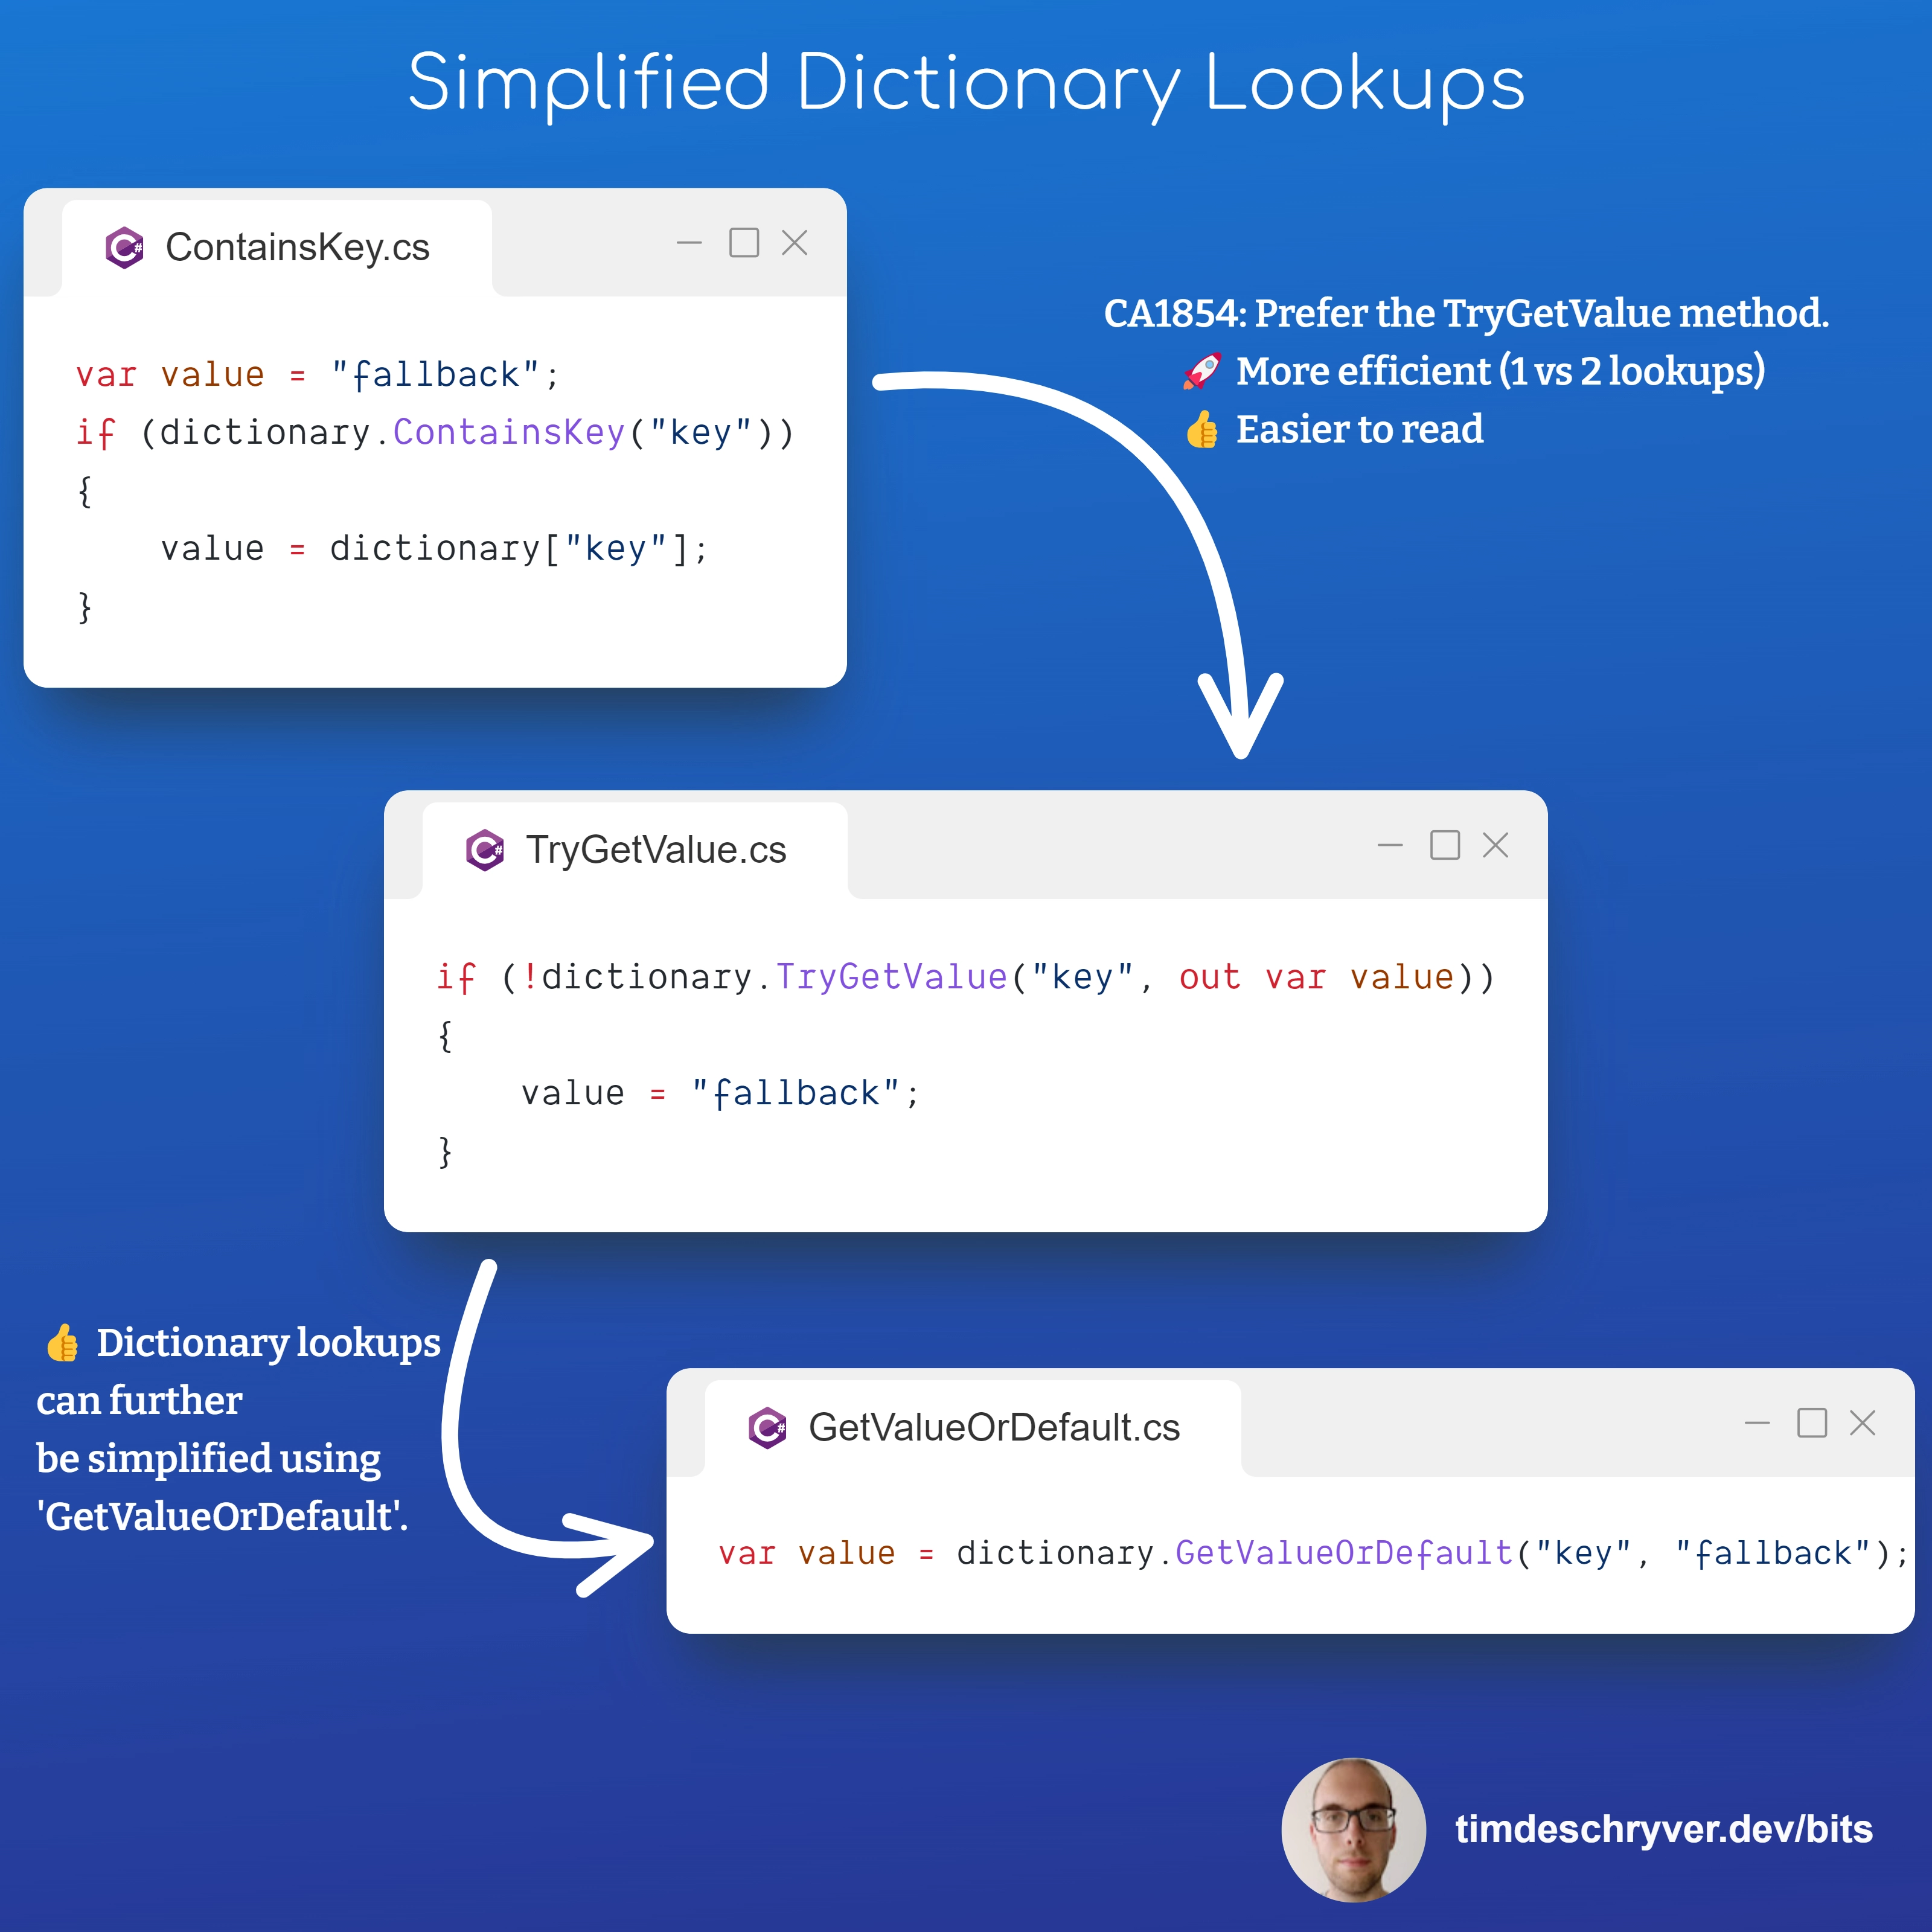 Simplified Dictionary Lookups
ContainsKey.cs
var value = "fallback";
if (dictionary.ContainsKey("key"))
{
    value = dictionary["key"];
}
CA1854: Prefer the TryGetValue method.
🚀 More efficient (1 vs 2 lookups)
👍 Easier to read
TryGetValue.cs
if (!dictionary.TryGetValue("key", out var value))
{
    value = "fallback";
}
👍 Dictionary lookups
can further
be simplified using
'GetValueOrDefault'.
GetValueOrDefault.cs
var value = dictionary.GetValueOrDefault("key", "fallback");
timdeschryver.dev/bits